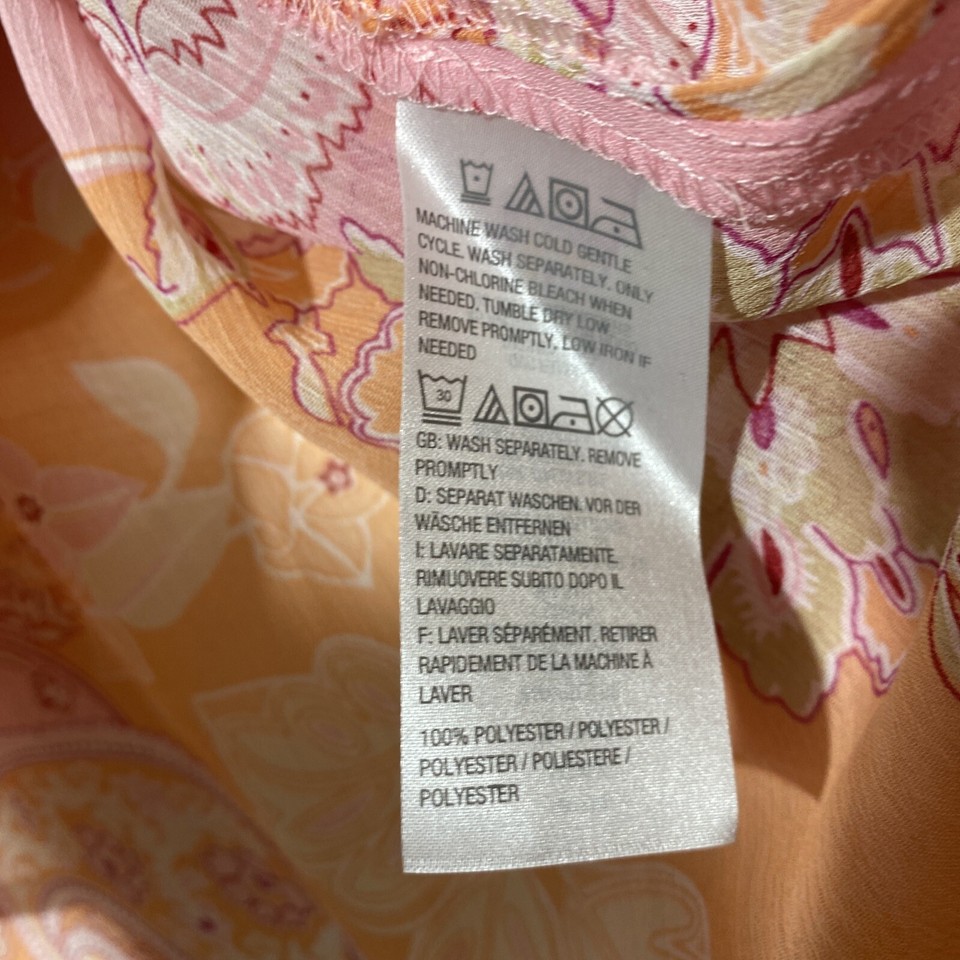 MACHINE WASH COLD GENTLE
CYCLE. WASH SEPARATELY. ONLY
NON-CHLORINE BLEACH WHEN
NEEDED. TUMBLE DRY LOW
REMOVE PROMPTLY. LOW IRON IF
NEEDED
30
GB: WASH SEPARATELY. REMOVE
PROMPTLY
D: SEPARAT WASCHEN. VOR DER
WÄSCHE ENTFERNEN
I: LAVARE SEPARATAMENTE.
RIMUOVERE SUBITO DOPO IL
LAVAGGIO
F: LAVER SÉPARÉMENT. RETIRER
RAPIDEMENT DE LA MACHINE À
LAVER
100% POLYESTER / POLYESTER /
POLYESTER / POLIESTERE /
POLYESTER